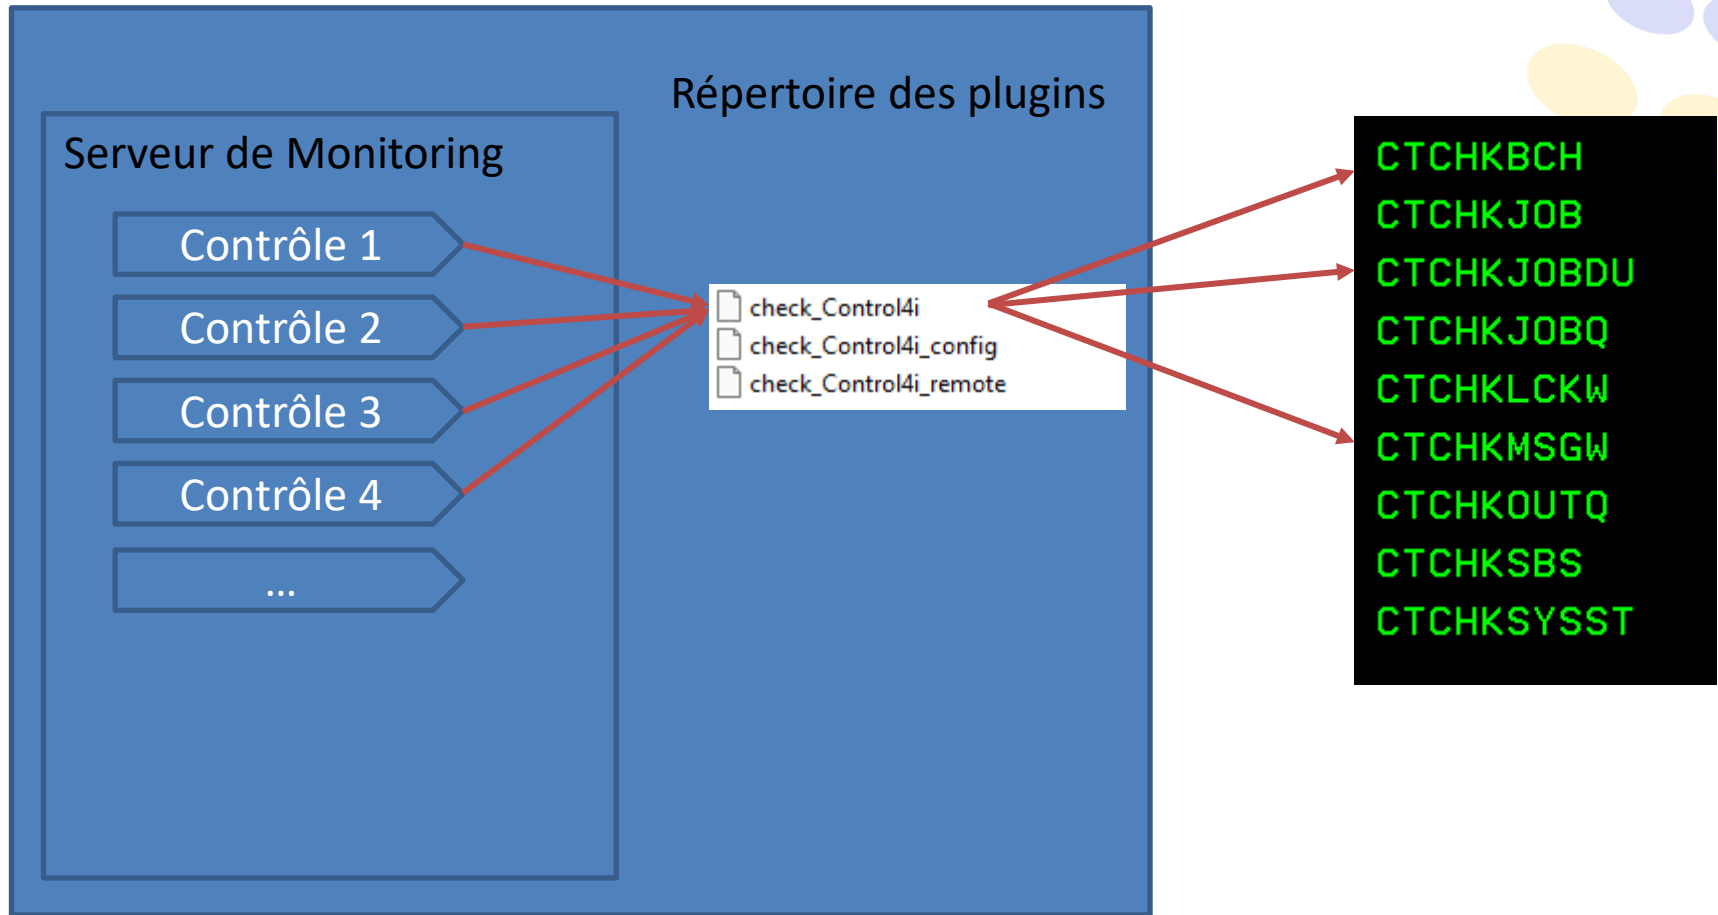 Répertoire des plugins
Serveur de Monitoring
Contrôle 1
Contrôle 2
Contrôle 3
Contrôle 4
...
check_Control4i
check_Control4i_config
check_Control4i_remote
CTCHKBCH
CTCHKJOB
CTCHKJOBDU
CTCHKJOBQ
CTCHKLCKW
CTCHKMSGW
CTCHKOUTQ
CTCHKSBS
CTCHKSYSST